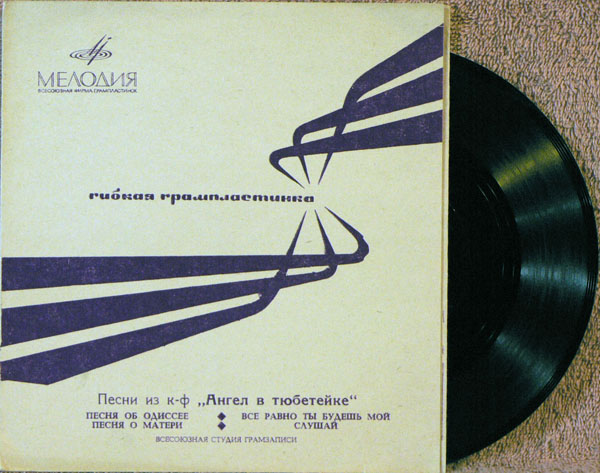 МЕЛОДИЯ
ВСЕСОЮЗНАЯ ФИРМА ГРАМПЛАСТИНОК
гибкая грампластинка
Песни из к-ф „Ангел в тюбетейке“
ПЕСНЯ ОБ ОДИССЕЕ ◆ ВСЕ РАВНО ТЫ БУДЕШЬ МОЙ
ПЕСНЯ О МАТЕРИ ◆ СЛУШАЙ
ВСЕСОЮЗНАЯ СТУДИЯ ГРАМЗАПИСИ